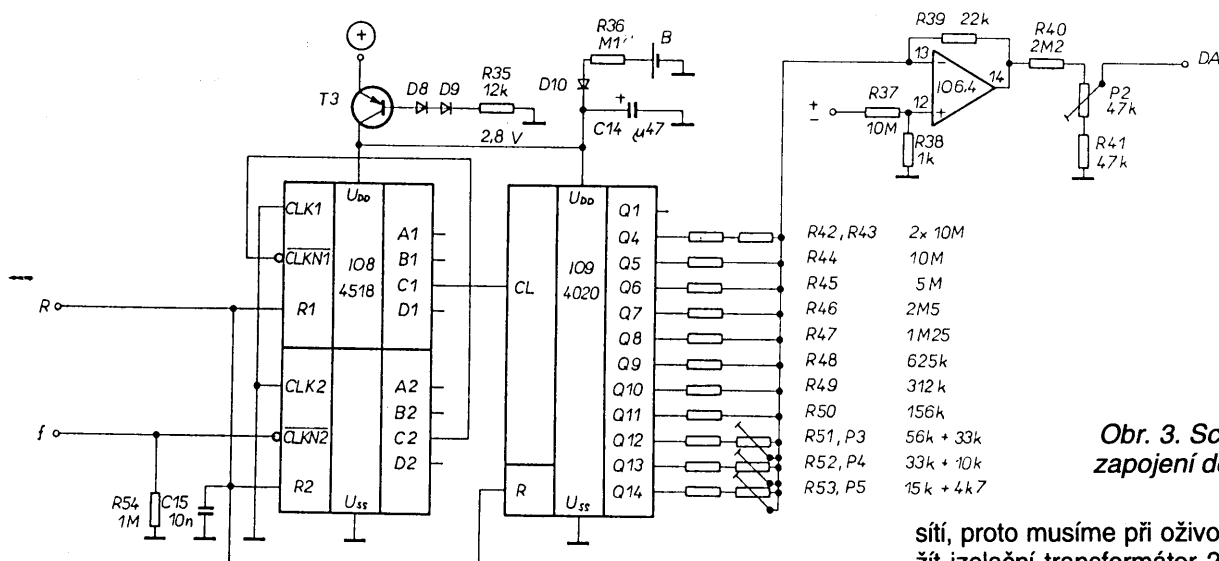 R39 22k
R40
2M2
DA
13
−
IO6.4
14
12
+
P2
47k
R41
47k
+
−
R37
10M
R38
1k
R36
M1
B
+
T3
D8 D9
R35
12k
D10
+
C14 µ47
2,8 V
UDD
CLK1
CLKN1
R1
CLK2
CLKN2
R2
IO8
4518
USS
A1
B1
C1
D1
A2
B2
C2
D2
R
f
R54
1M
C15
10n
UDD
CL
R
IO9
4020
USS
Q1
Q4
Q5
Q6
Q7
Q8
Q9
Q10
Q11
Q12
Q13
Q14
R42, R43 2x 10M
R44 10M
R45 5M
R46 2M5
R47 1M25
R48 625k
R49 312k
R50 156k
R51, P3 56k + 33k
R52, P4 33k + 10k
R53, P5 15k + 4k7
Obr. 3. Sc
zapojení d
sítí, proto musíme při oživo
žít izolační transformátor 2